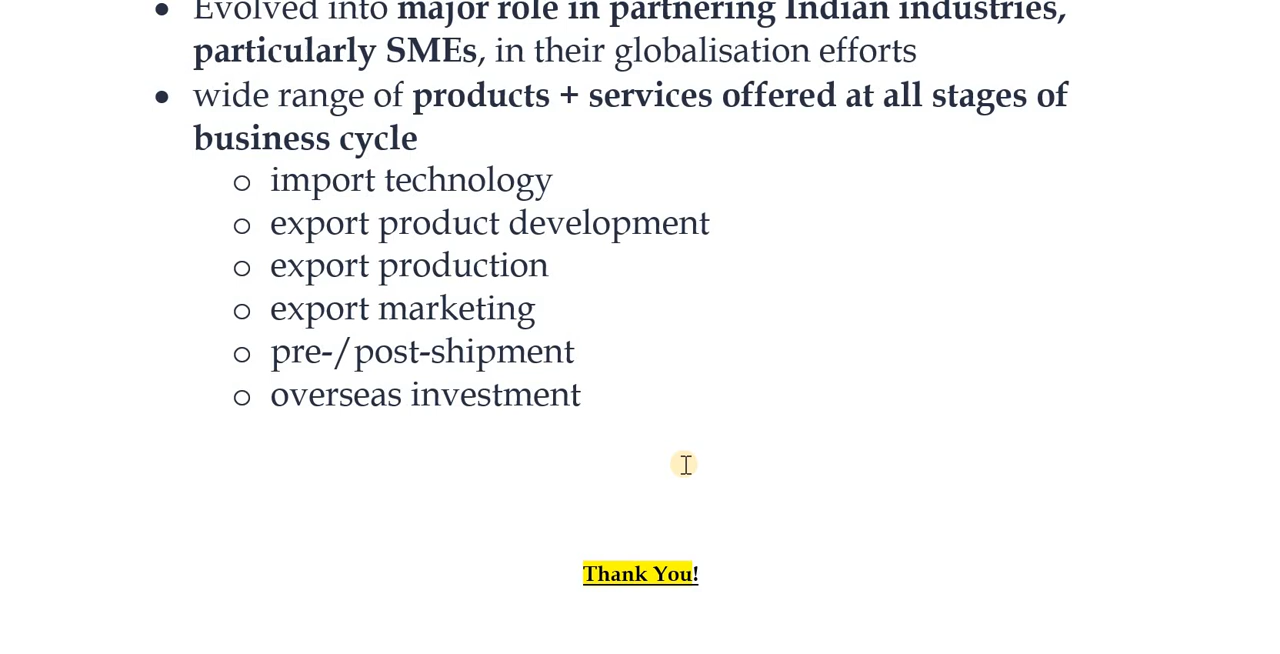 ● Evolved into major role in partnering Indian industries,
particularly SMEs, in their globalisation efforts
● wide range of products + services offered at all stages of
business cycle
○ import technology
○ export product development
○ export production
○ export marketing
○ pre-/post-shipment
○ overseas investment
Thank You!